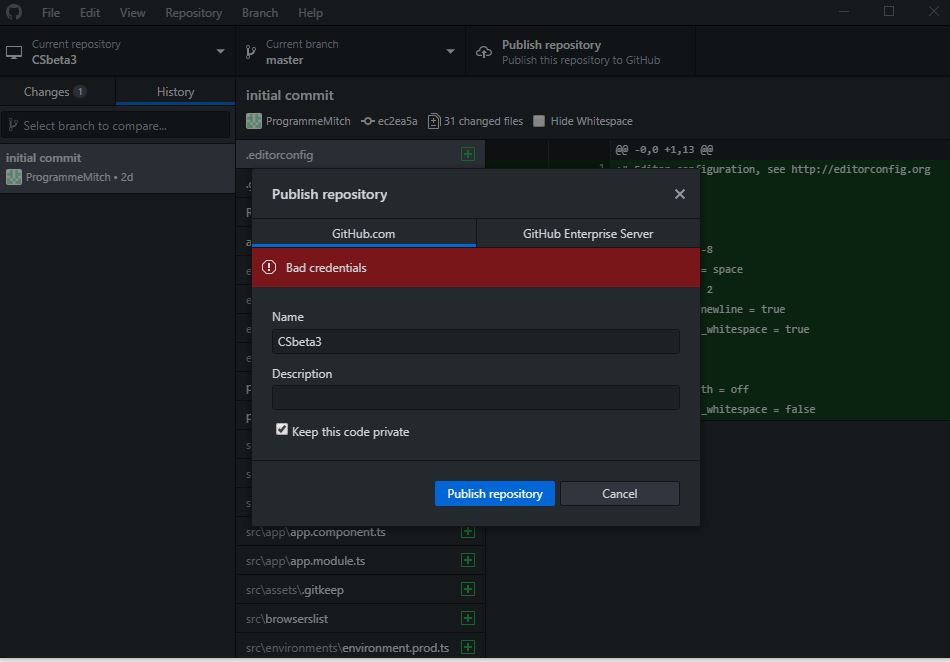 File Edit View Repository Branch Help
Current repository
CSbeta3
Current branch
master
Publish repository
Publish this repository to GitHub
Changes 1 History
Select branch to compare...
initial commit
ProgrammeMitch • 2d
initial commit
ProgrammeMitch ec2ea5a 31 changed files Hide Whitespace
.editorconfig
@@ -0,0 +1,13 @@
figuration, see http://editorconfig.org
-8
= space
2
newline = true
_whitespace = true
th = off
_whitespace = false
Publish repository
GitHub.com GitHub Enterprise Server
Bad credentials
Name
CSbeta3
Description
Keep this code private
Publish repository Cancel
src\app\app.component.ts
src\app\app.module.ts
src\assets\.gitkeep
src\browserslist
src\environments\environment.prod.ts